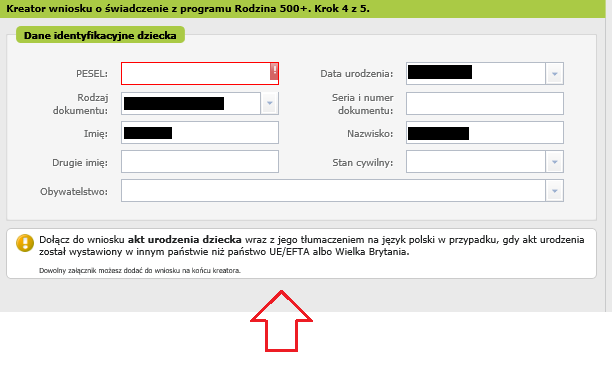 Kreator wniosku o świadczenie z programu Rodzina 500+. Krok 4 z 5.
Dane identyfikacyjne dziecka
PESEL:
Data urodzenia:
Rodzaj dokumentu:
Seria i numer dokumentu:
Imię:
Nazwisko:
Drugie imię:
Stan cywilny:
Obywatelstwo:
Dołącz do wniosku akt urodzenia dziecka wraz z jego tłumaczeniem na język polski w przypadku, gdy akt urodzenia
został wystawiony w innym państwie niż państwo UE/EFTA albo Wielka Brytania.
Dowolny załącznik możesz dodać do wniosku na końcu kreatora.